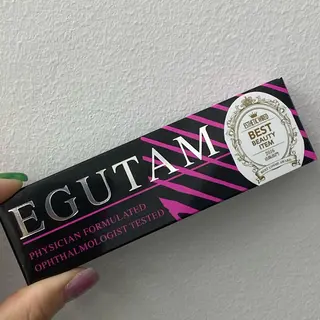 EGUTAM
PHYSICIAN FORMULATED
OPHTHALMOLOGIST TESTED
BEST
BEAUTY
ITEM